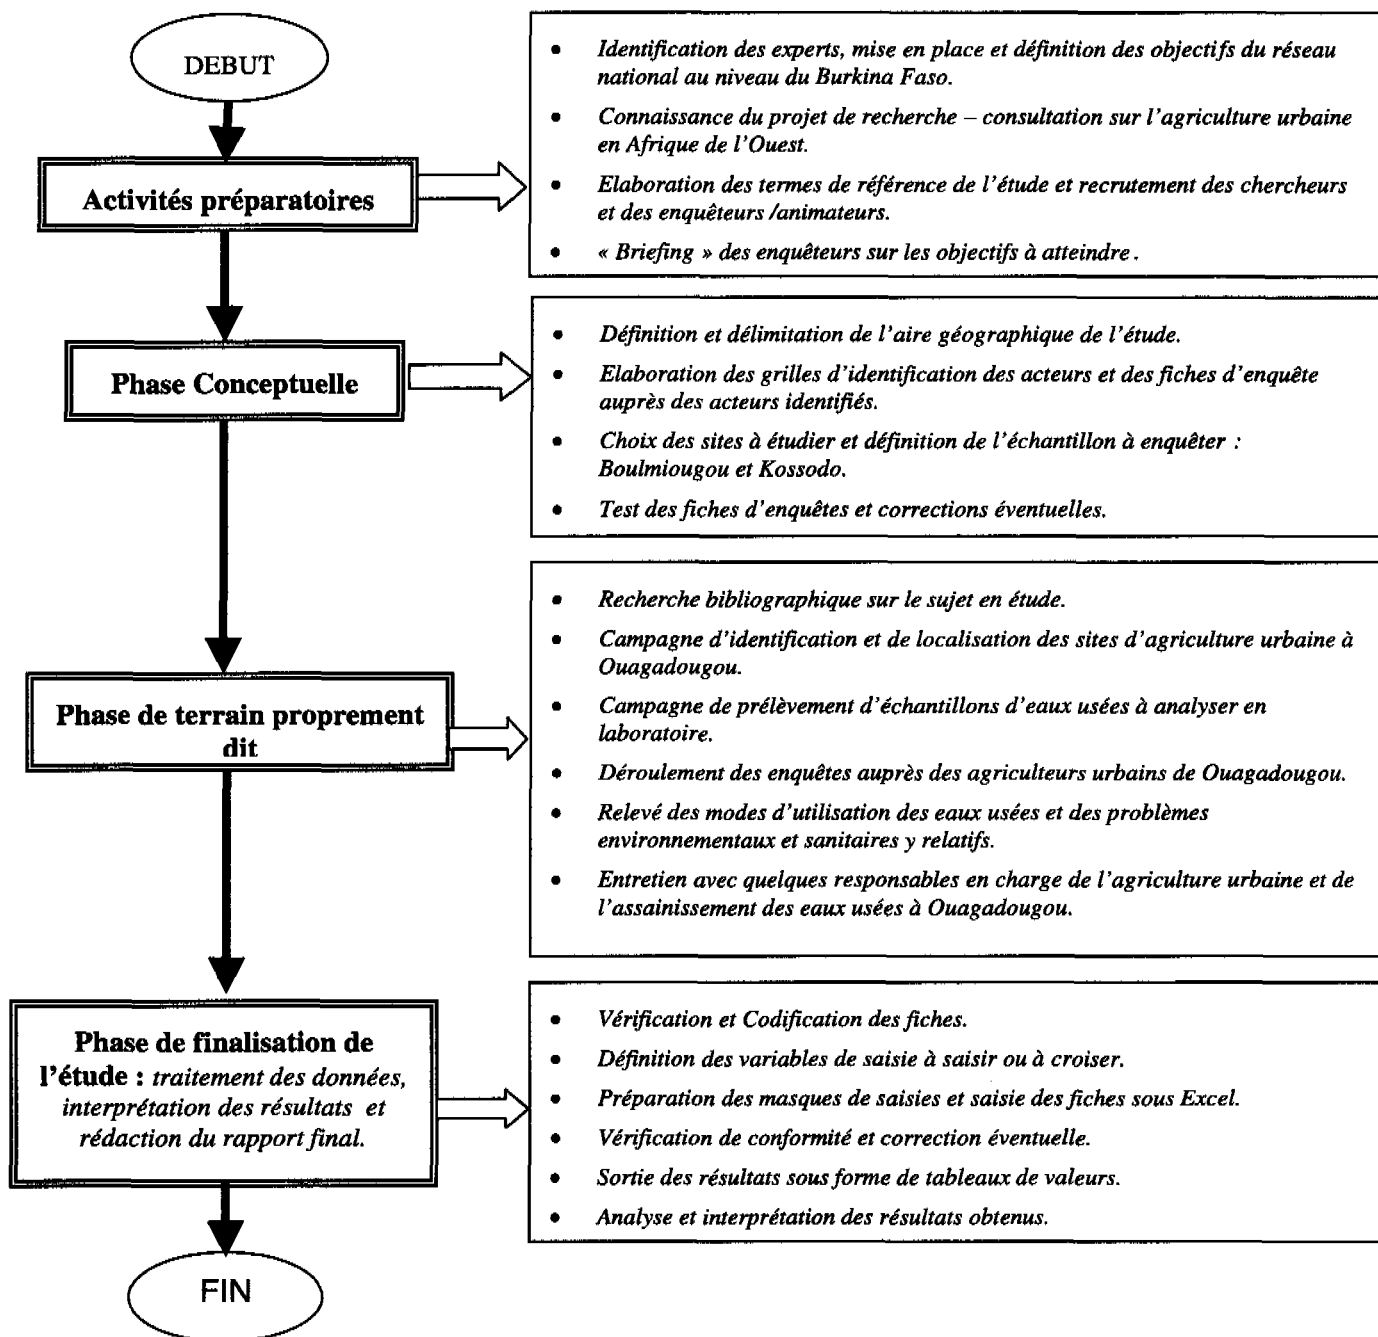 DEBUT
• Identification des experts, mise en place et définition des objectifs du réseau
national au niveau du Burkina Faso.
• Connaissance du projet de recherche – consultation sur l'agriculture urbaine
en Afrique de l'Ouest.
• Elaboration des termes de référence de l'étude et recrutement des chercheurs
et des enquêteurs /animateurs.
• « Briefing » des enquêteurs sur les objectifs à atteindre.
Activités préparatoires
• Définition et délimitation de l'aire géographique de l'étude.
• Elaboration des grilles d'identification des acteurs et des fiches d'enquête
auprès des acteurs identifiés.
• Choix des sites à étudier et définition de l'échantillon à enquêter :
Boulmiougou et Kossodo.
• Test des fiches d'enquêtes et corrections éventuelles.
Phase Conceptuelle
• Recherche bibliographique sur le sujet en étude.
• Campagne d'identification et de localisation des sites d'agriculture urbaine à
Ouagadougou.
• Campagne de prélèvement d'échantillons d'eaux usées à analyser en
laboratoire.
• Déroulement des enquêtes auprès des agriculteurs urbains de Ouagadougou.
• Relevé des modes d'utilisation des eaux usées et des problèmes
environnementaux et sanitaires y relatifs.
• Entretien avec quelques responsables en charge de l'agriculture urbaine et de
l'assainissement des eaux usées à Ouagadougou.
Phase de terrain proprement
dit
• Vérification et Codification des fiches.
• Définition des variables de saisie à saisir ou à croiser.
• Préparation des masques de saisies et saisie des fiches sous Excel.
• Vérification de conformité et correction éventuelle.
• Sortie des résultats sous forme de tableaux de valeurs.
• Analyse et interprétation des résultats obtenus.
Phase de finalisation de
l'étude : traitement des données,
interprétation des résultats et
rédaction du rapport final.
FIN